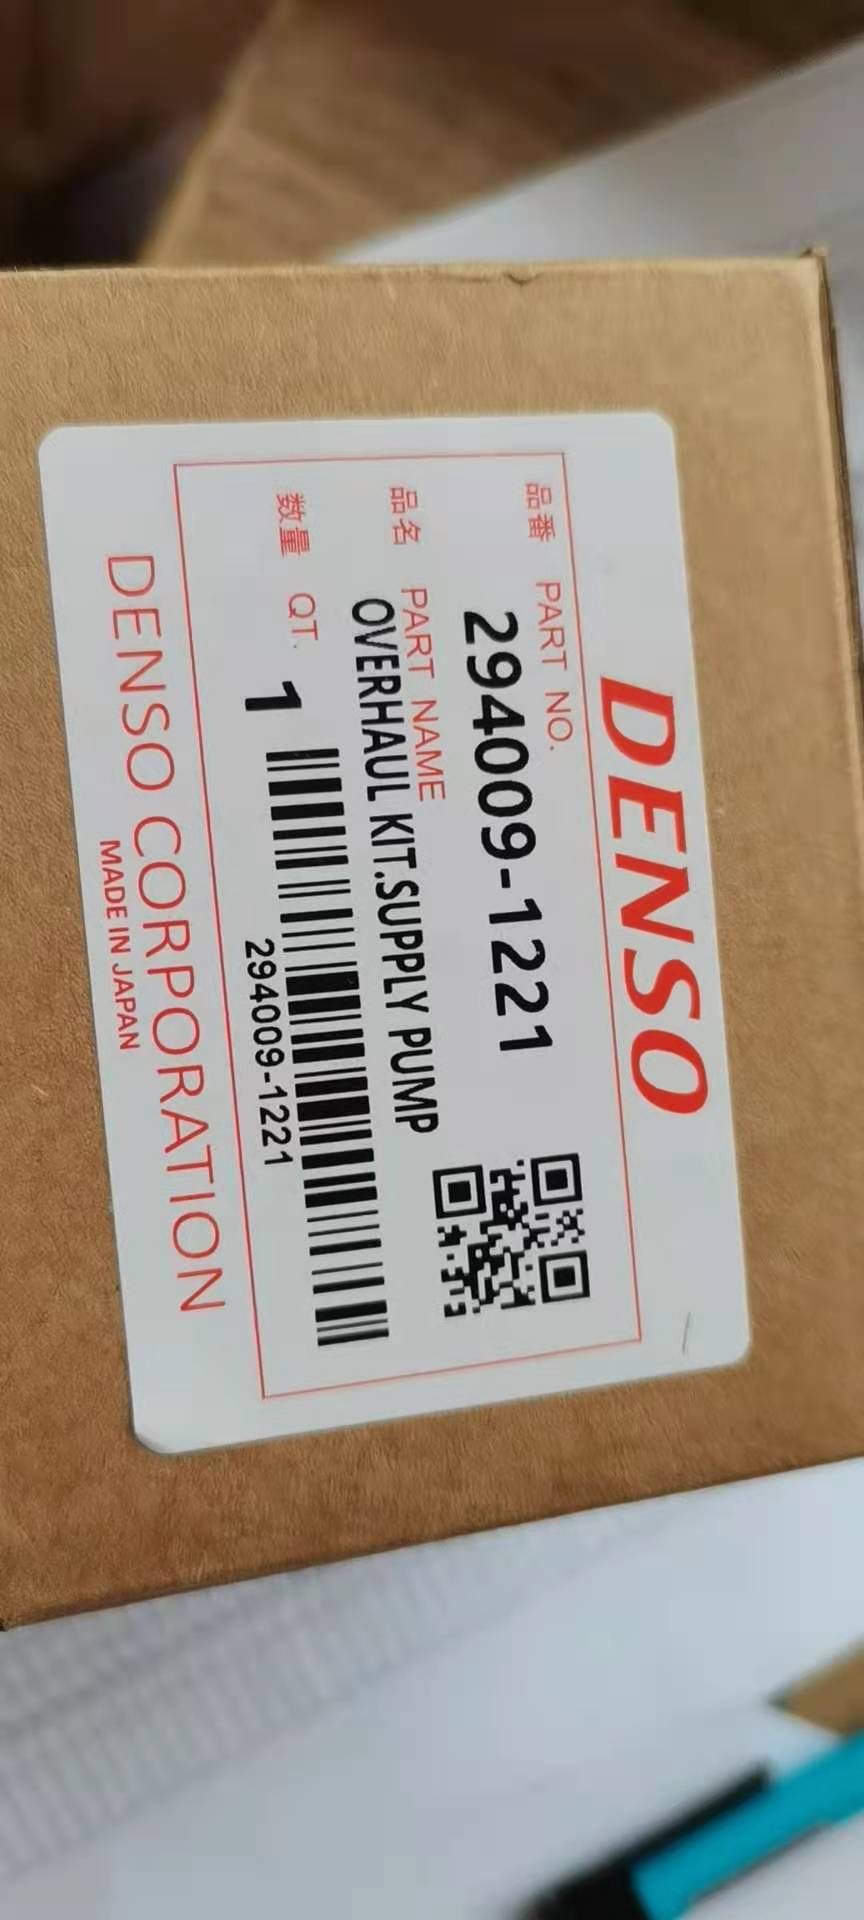 DENSO
品番 PART NO.
294009-1221
品名 PART NAME
OVERHAUL KIT.SUPPLY PUMP
数量 QT. 1
294009-1221
DENSO CORPORATION
MADE IN JAPAN